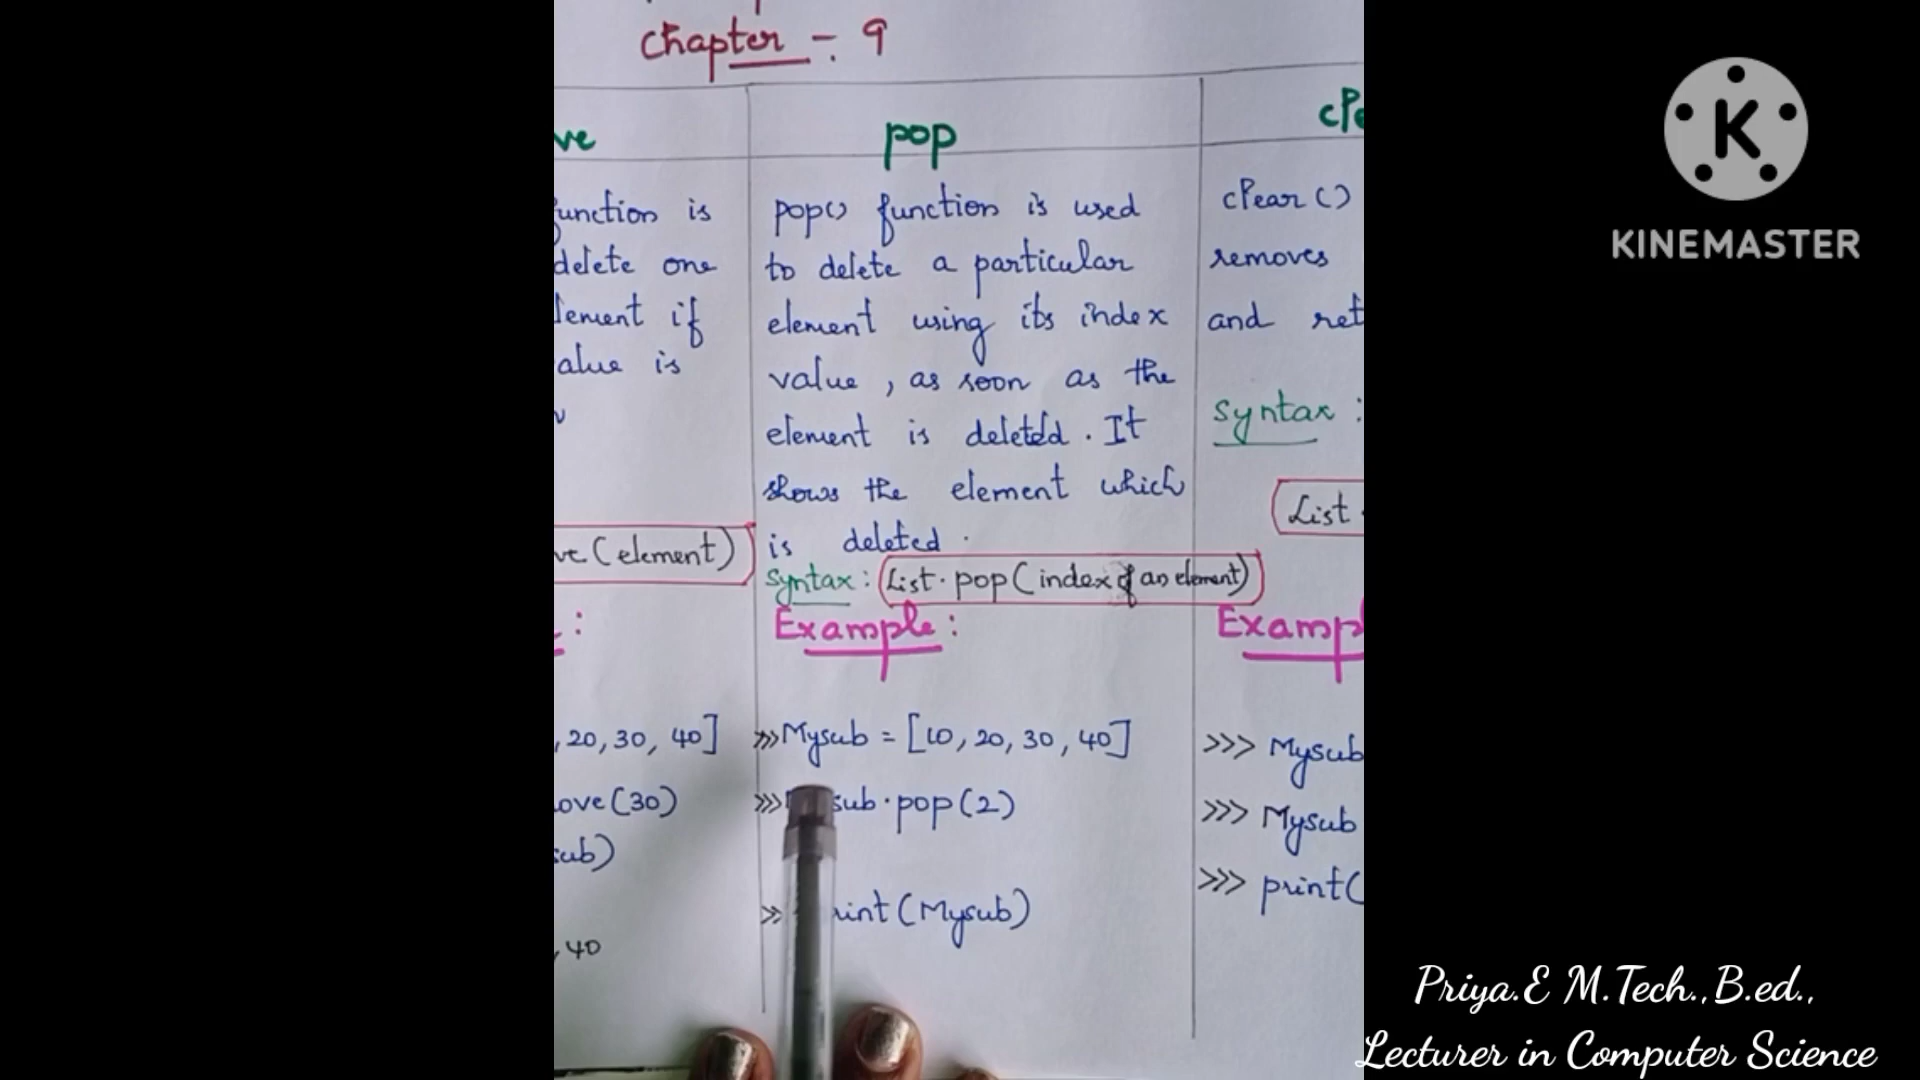 Chapter - 9
ve
function is
delete one
element if
value is
ve (element)
:
, 20, 30, 40]
ove (30)
sub)
, 40
pop
pop() function is used
to delete a particular
element using its index
value, as soon as the
element is deleted. It
shows the element which
is deleted.
Syntax: List.pop(index of an element)
Example:
>>> Mysub = [10, 20, 30, 40]
>>> sub.pop(2)
>> rint (Mysub)
cle
clear ()
removes
and ret
Syntax :
List
Examp
>>> Mysub
>>> Mysub
>>> print(
K
KINEMASTER
Priya.E M.Tech.,B.ed.,
Lecturer in Computer Science